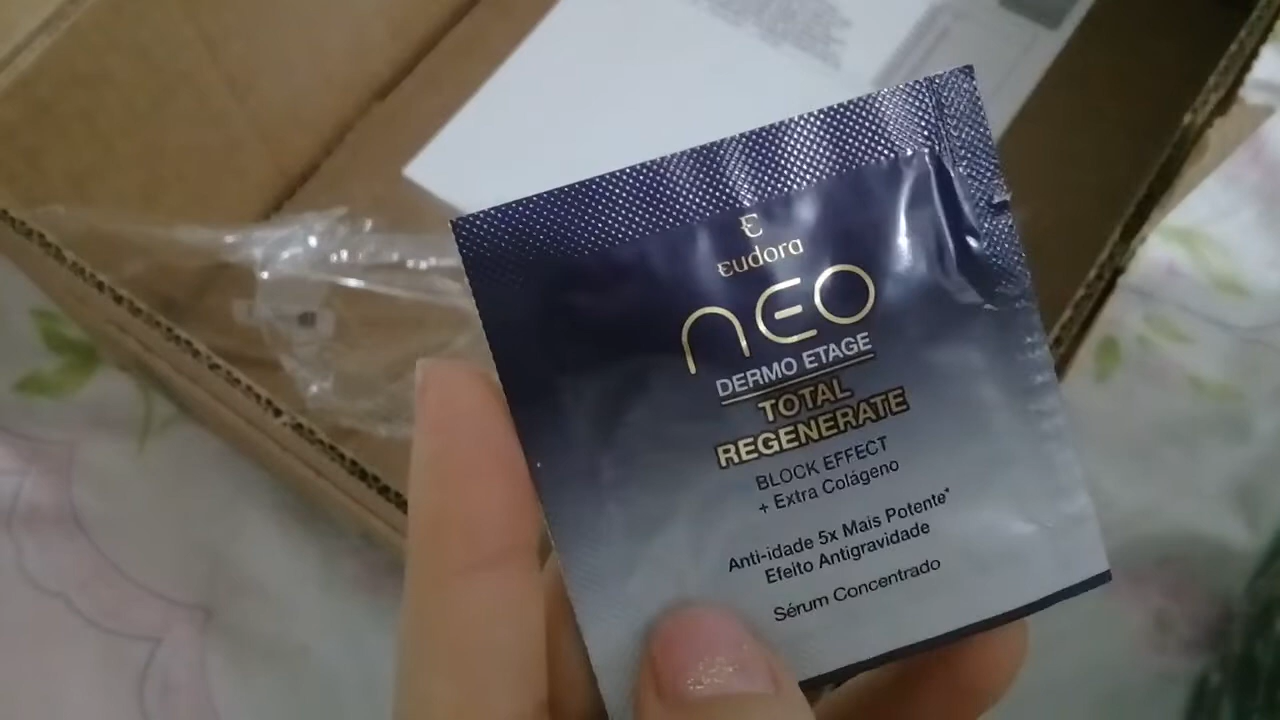 E
eudora
NEO
DERMO ETAGE
TOTAL
REGENERATE
BLOCK EFFECT
+ Extra Colágeno
Anti-idade 5x Mais Potente*
Efeito Antigravidade
Sérum Concentrado